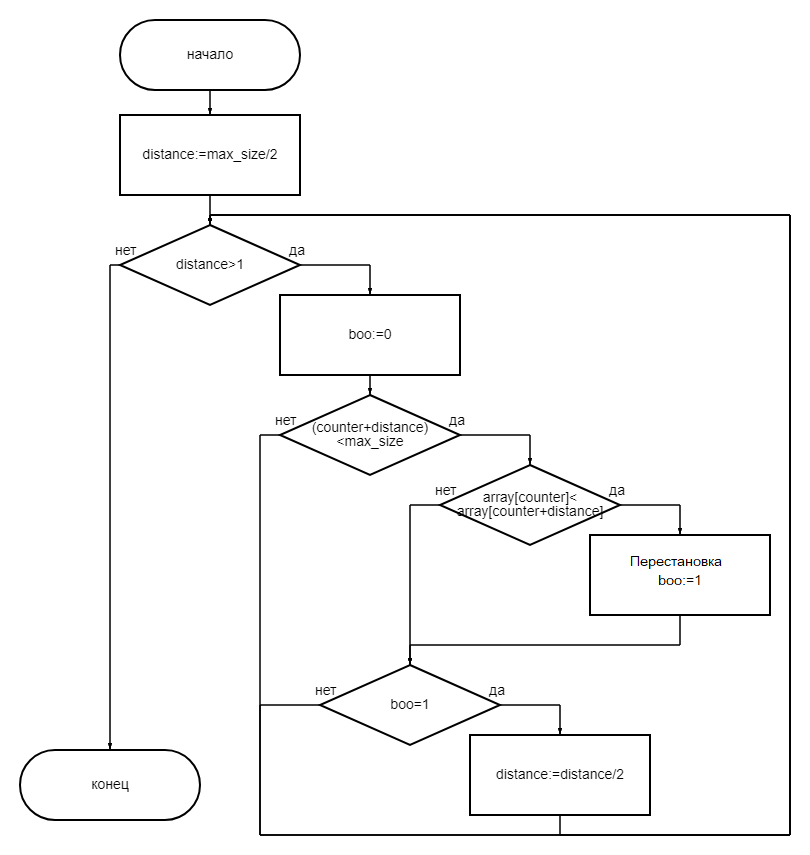 начало
distance:=max_size/2
distance>1
нет
да
boo:=0
(counter+distance)
<max_size
нет
да
array[counter]<
array[counter+distance]
нет
да
Перестановка
boo:=1
boo=1
нет
да
distance:=distance/2
конец